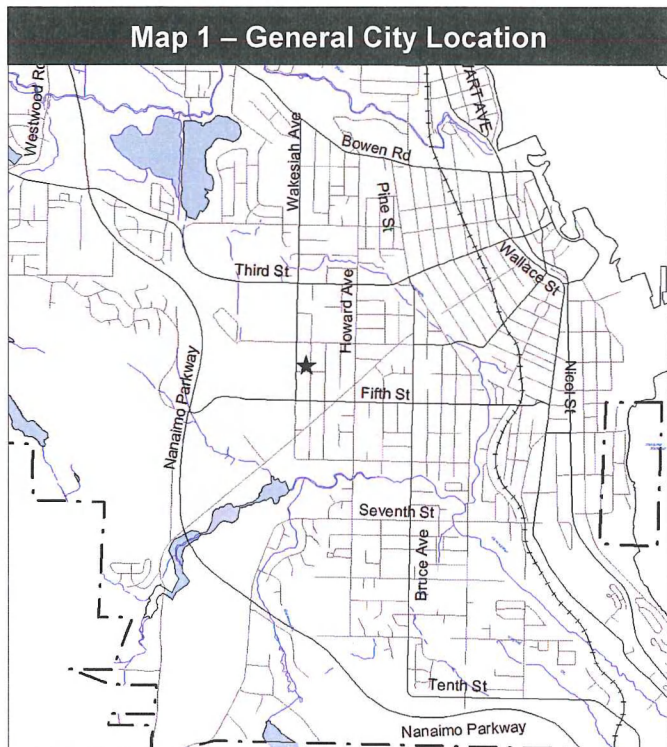 Map 1 – General City Location
Westwood Rd
Wakesiah Ave
Bowen Rd
Pine St
Third St
Wallace St
Howard Ave
Nanaimo Parkway
Fifth St
Nicol St
Seventh St
Bruce Ave
Tenth St
Nanaimo Parkway